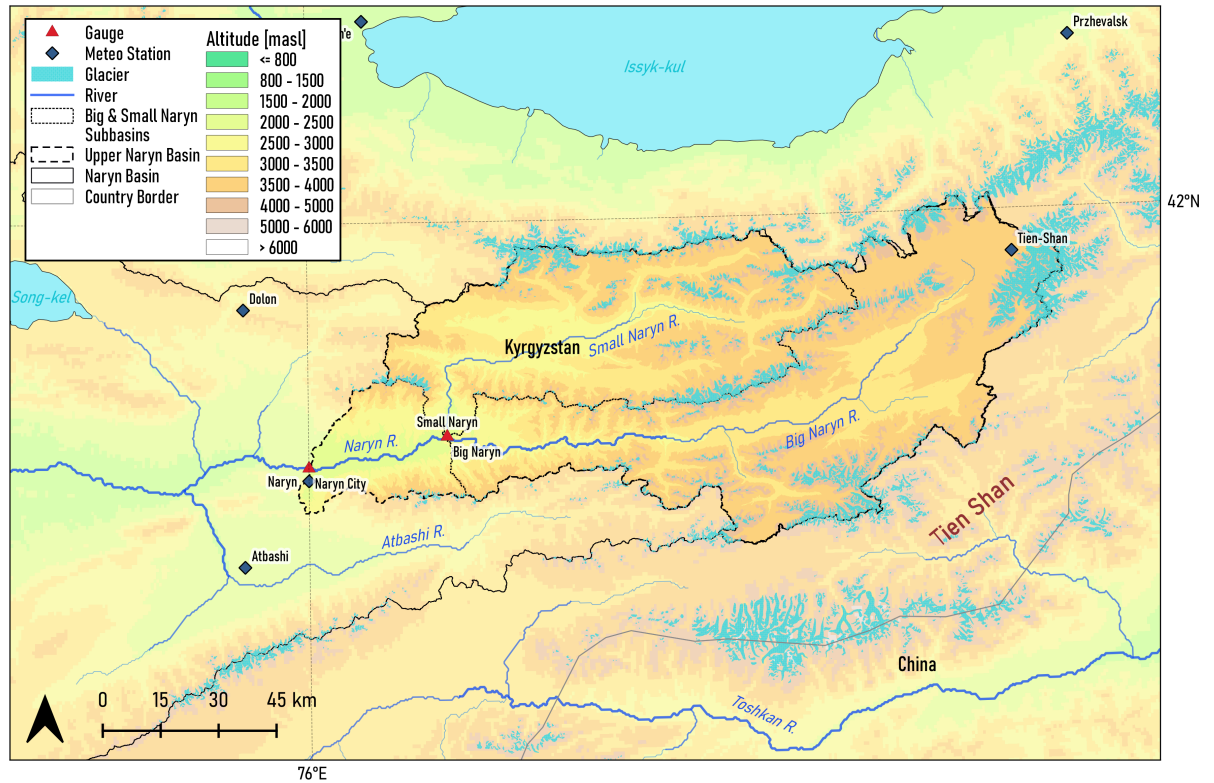 Gauge
Meteo Station
Glacier
River
Big & Small Naryn
Subbasins
Upper Naryn Basin
Naryn Basin
Country Border
Altitude [masl]
<= 800
800 - 1500
1500 - 2000
2000 - 2500
2500 - 3000
3000 - 3500
3500 - 4000
4000 - 5000
5000 - 6000
> 6000
n'e
Przhevalsk
Issyk-kul
42°N
Tien-Shan
Song-kel
Dolon
Small Naryn R.
Kyrgyzstan
Small Naryn
Naryn R.
Big Naryn R.
Big Naryn
Naryn
Naryn City
Tien Shan
Atbashi R.
Atbashi
China
0 15 30 45 km
Toshkan R.
76°E